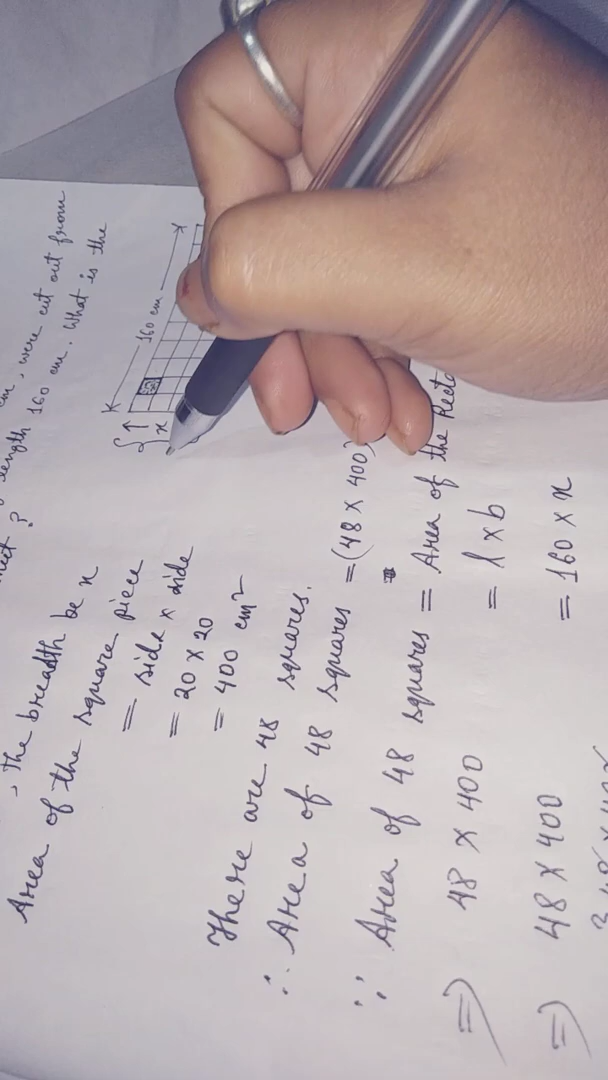 cm, were cut out from
length 160 cm. What is the
?
160 cm
x
, the breadth be x
Area of the square piece
= side × side
= 20 × 20
= 400 cm²
There are 48 squares.
∴ Area of 48 squares = (48 × 400)
∵ Area of 48 squares = Area of the Recta
⇒ 48 × 400 = l × b
⇒ 48 × 400 = 160 × x